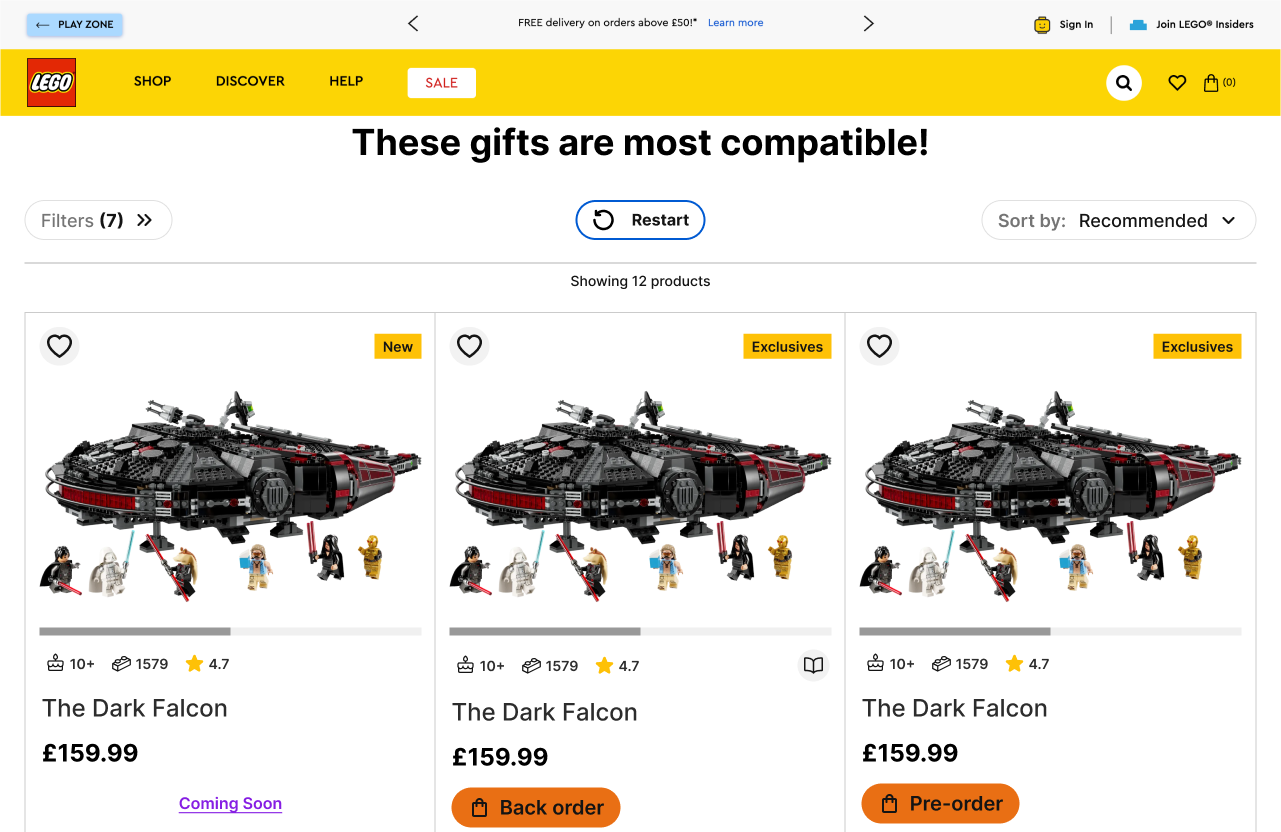 PLAY ZONE
FREE delivery on orders above £50!* Learn more
Sign In
Join LEGO® Insiders
LEGO
SHOP
DISCOVER
HELP
SALE
(0)
These gifts are most compatible!
Filters (7)
Restart
Sort by: Recommended
Showing 12 products
New
10+ 1579 4.7
The Dark Falcon
£159.99
Coming Soon
Exclusives
10+ 1579 4.7
The Dark Falcon
£159.99
Back order
Exclusives
10+ 1579 4.7
The Dark Falcon
£159.99
Pre-order